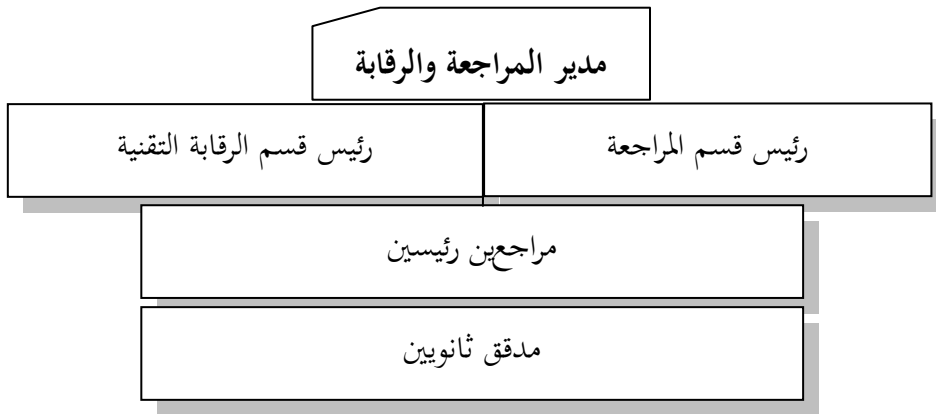 مدير المراجعة والرقابة
رئيس قسم المراجعة
رئيس قسم الرقابة التقنية
مراجعين رئيسين
مدقق ثانويين